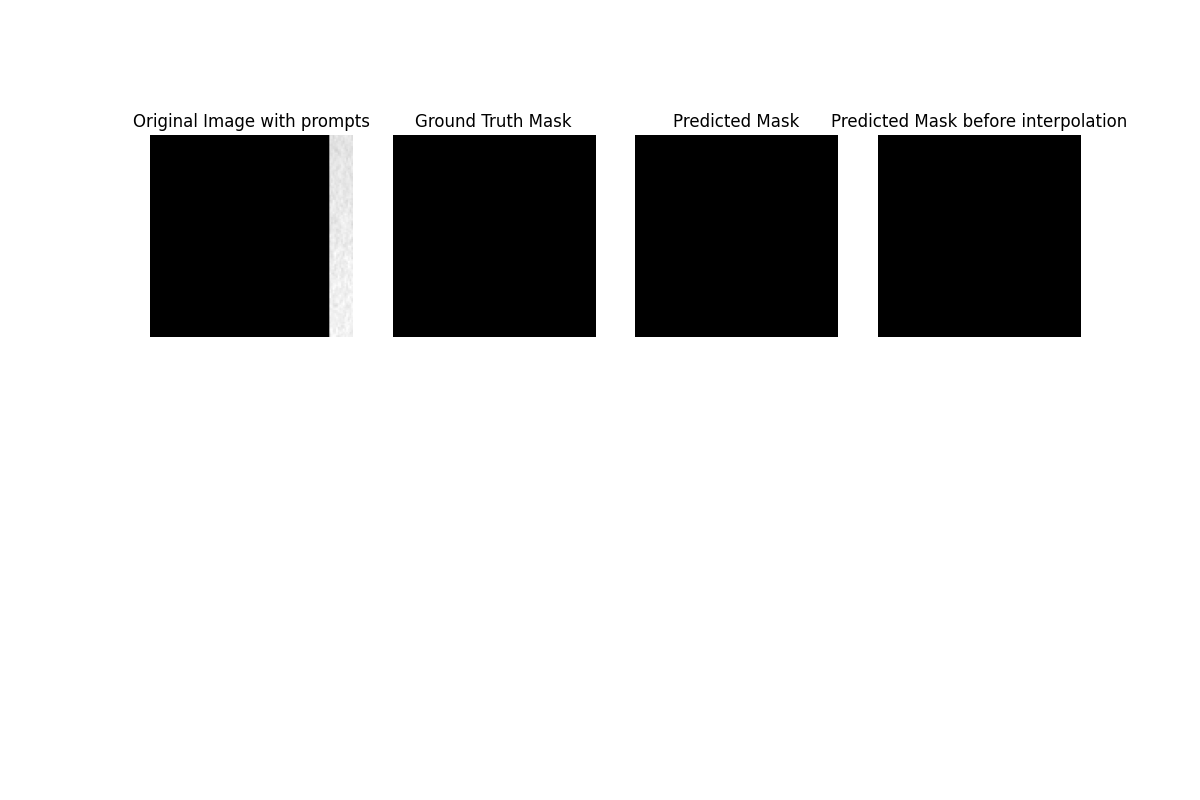 Original Image with prompts
Ground Truth Mask
Predicted Mask
Predicted Mask before interpolation